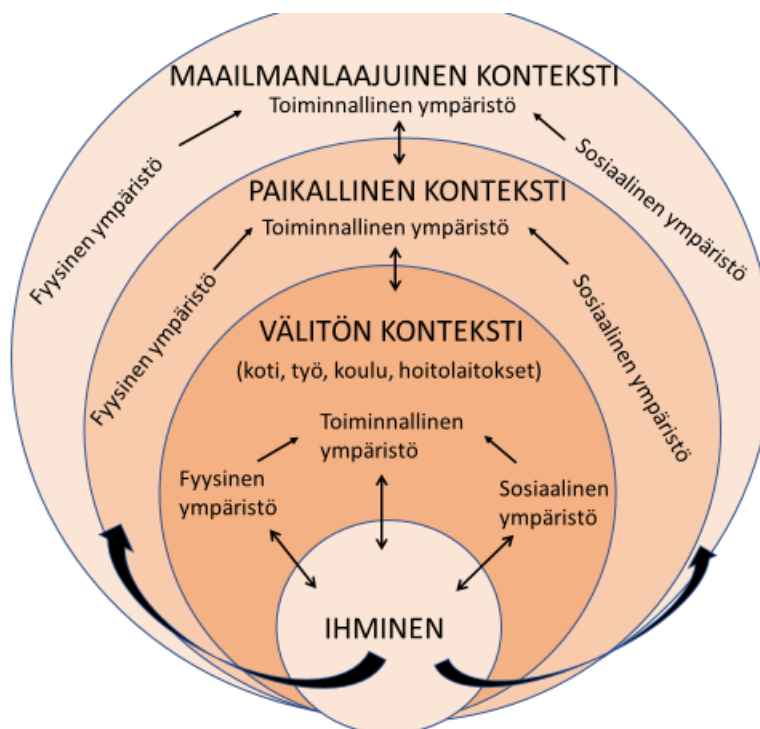 MAAILMANLAAJUINEN KONTEKSTI
Toiminnallinen ympäristö
Fyysinen ympäristö
Sosiaalinen ympäristö
PAIKALLINEN KONTEKSTI
Toiminnallinen ympäristö
Fyysinen ympäristö
Sosiaalinen ympäristö
VÄLITÖN KONTEKSTI
(koti, työ, koulu, hoitolaitokset)
Toiminnallinen
ympäristö
Fyysinen
ympäristö
Sosiaalinen
ympäristö
IHMINEN